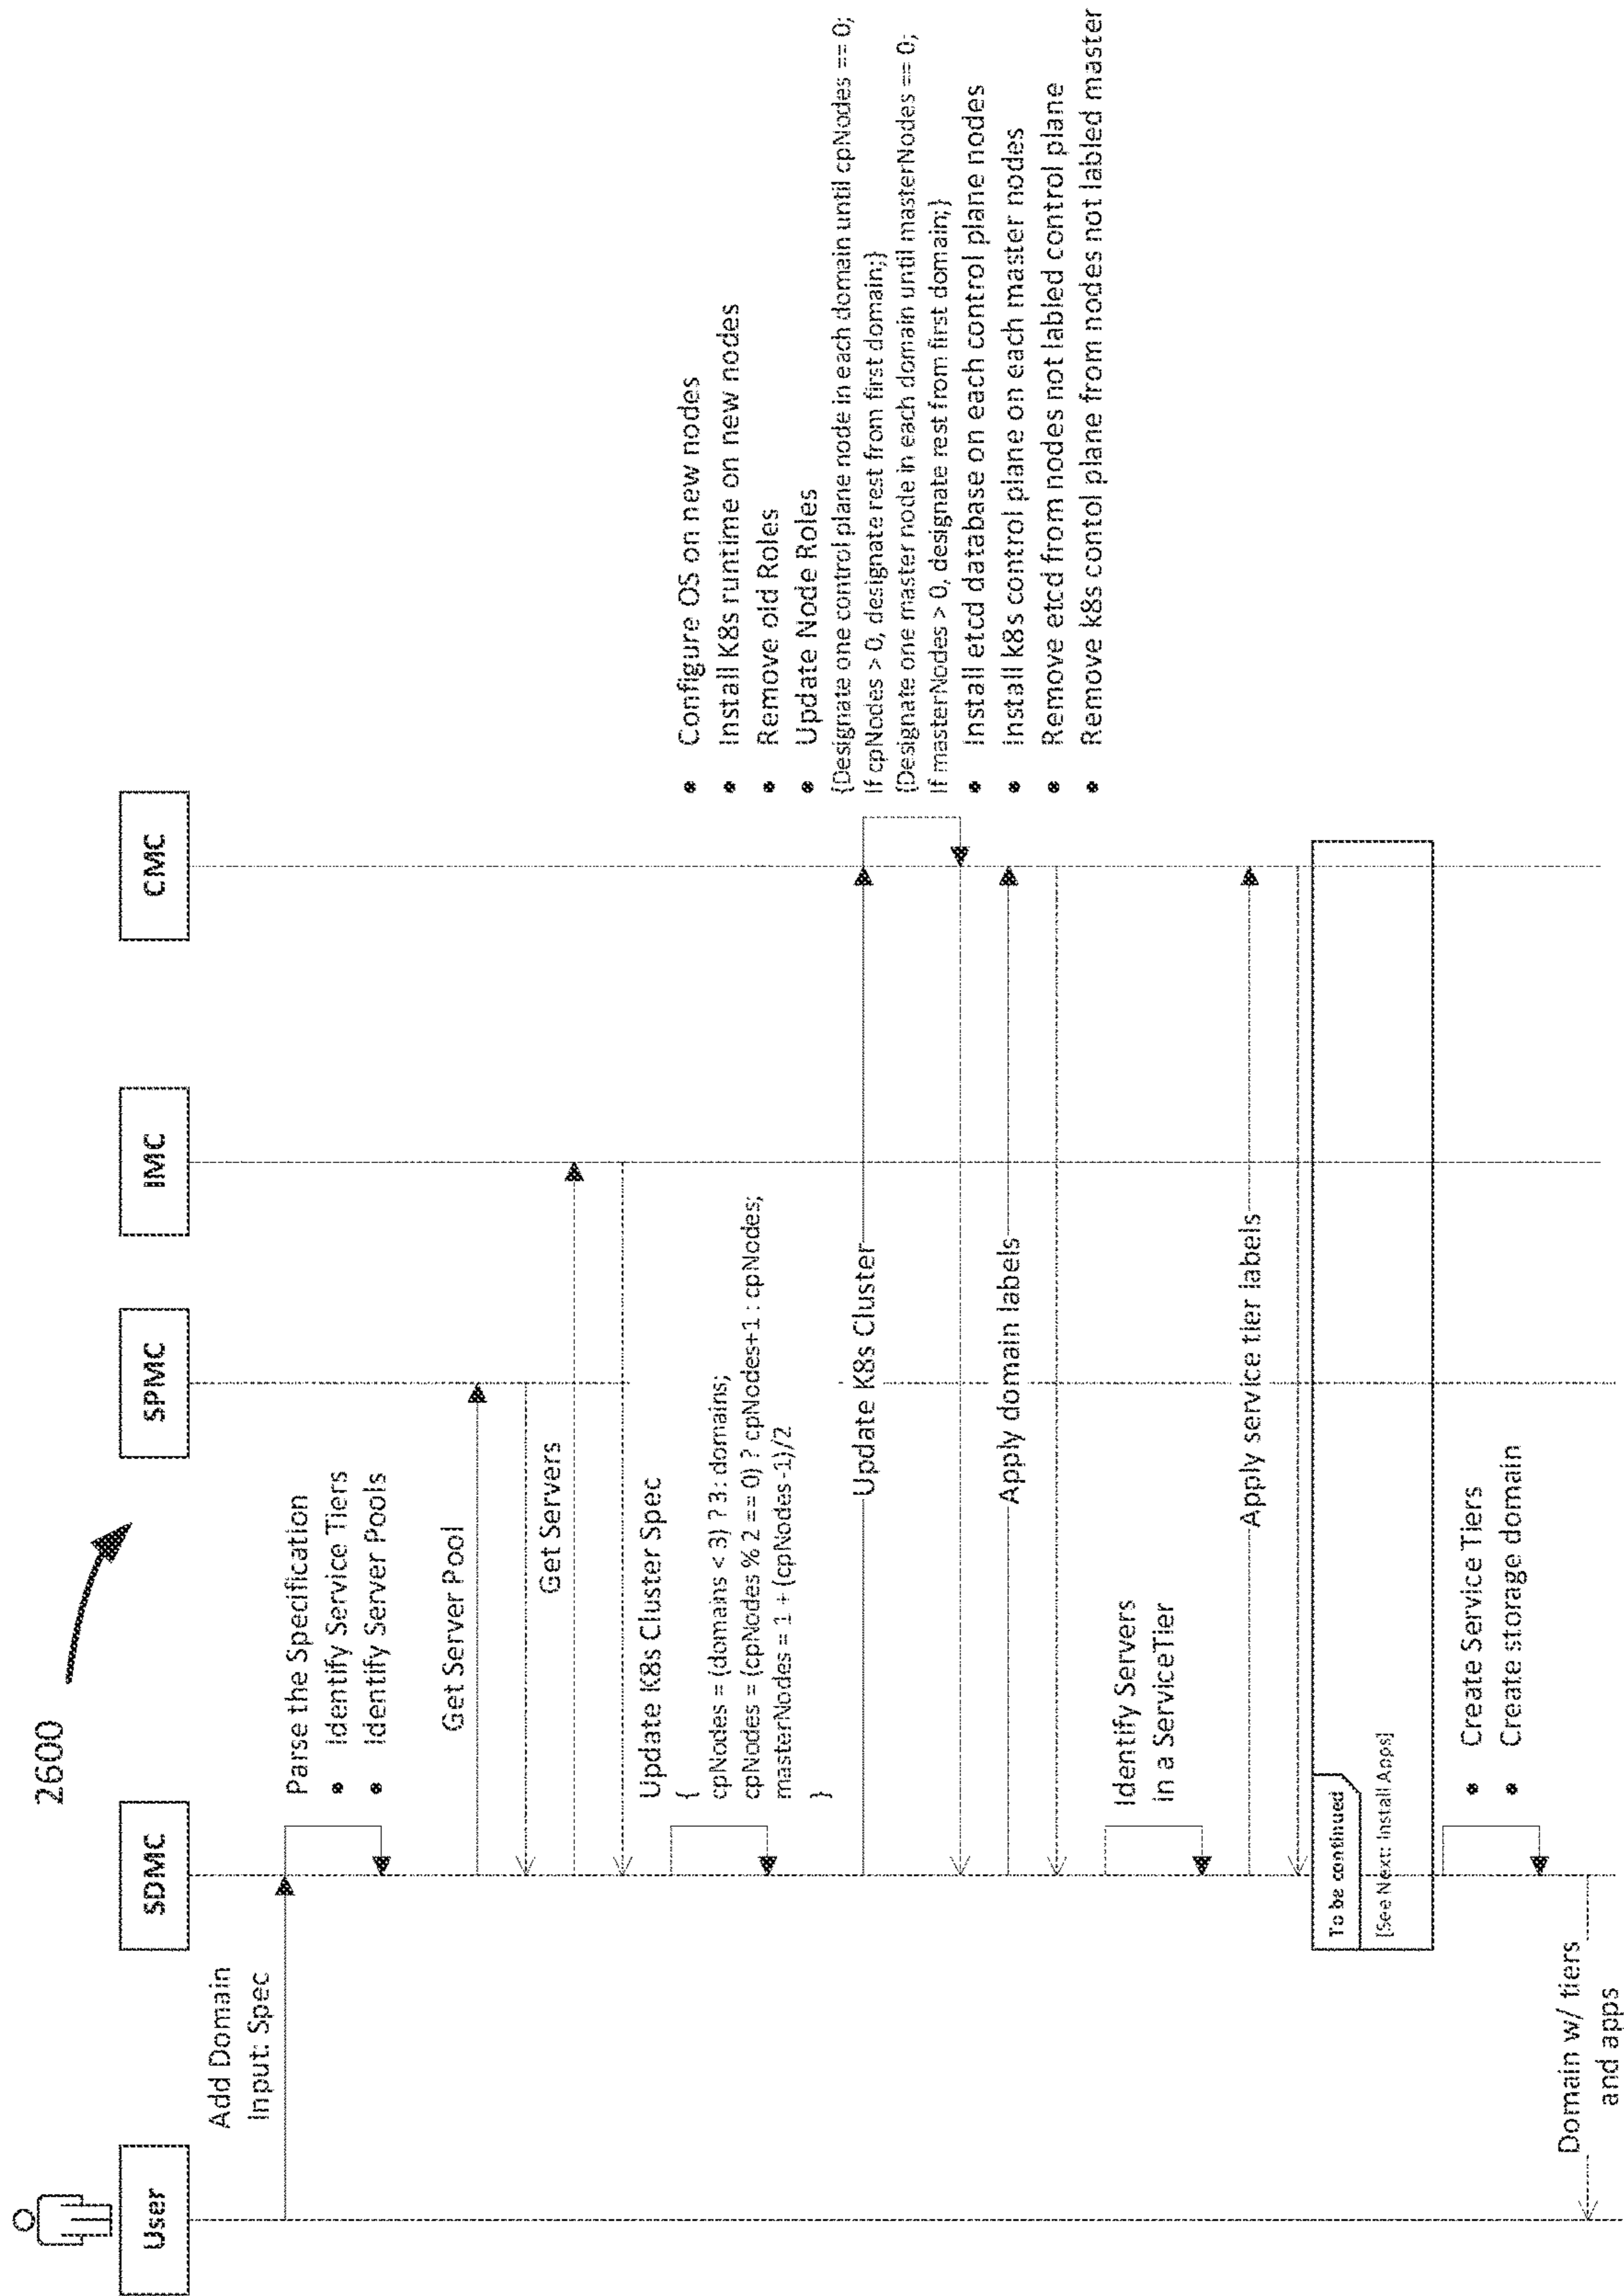 2600
User
SDMC
SPMC
IMC
CMC
Add Domain
Input: Spec
Parse the Specification
• Identify Service Tiers
• Identify Server Pools
Get Server Pool
Get Servers
Update K8s Cluster Spec
{
cpNodes = (domains < 3) ? 3 : domains;
cpNodes = (cpNodes % 2 == 0) ? cpNodes+1 : cpNodes;
masterNodes = 1 + (cpNodes -1)/2
}
Update K8s Cluster
• Configure OS on new nodes
• Install K8s runtime on new nodes
• Remove old Roles
• Update Node Roles
{Designate one control plane node in each domain until cpNodes == 0;
If cpNodes > 0, designate rest from first domain;}
{Designate one master node in each domain until masterNodes == 0;
If masterNodes > 0, designate rest from first domain;}
• Install etcd database on each control plane nodes
• Install k8s control plane on each master nodes
• Remove etcd from nodes not labled control plane
• Remove k8s contol plane from nodes not labled master
Apply domain labels
Identify Servers
in a ServiceTier
Apply service tier labels
To be continued
[See Next: Install Apps]
• Create Service Tiers
• Create storage domain
Domain w/ tiers
and apps